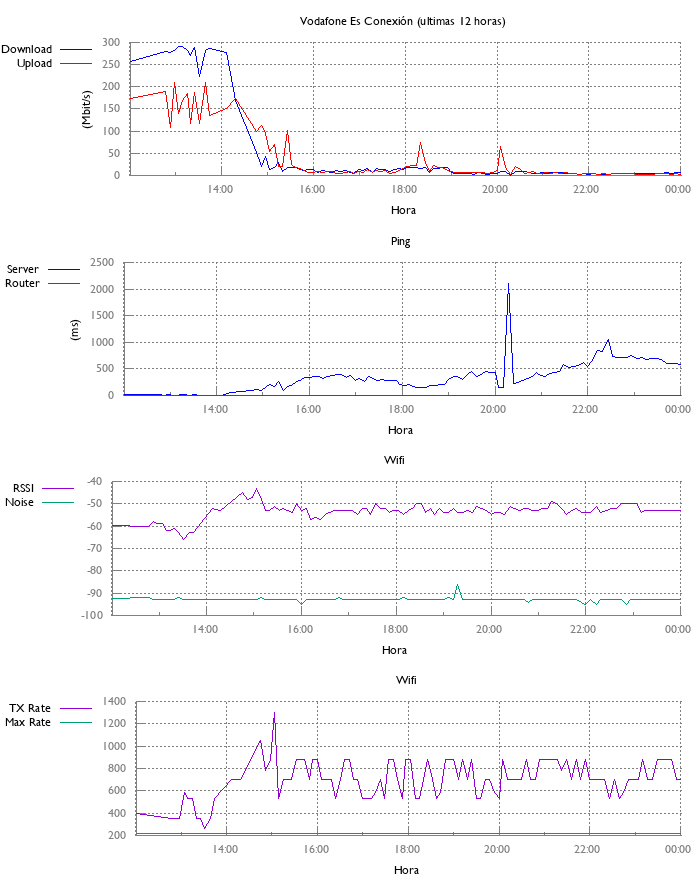 Vodafone Es Conexión (ultimas 12 horas)
Download
Upload
300
250
200
150
100
50
0
(Mbit/s)
14:00 16:00 18:00 20:00 22:00 00:00
Hora
Ping
Server
Router
2500
2000
1500
1000
500
0
(ms)
14:00 16:00 18:00 20:00 22:00 00:00
Hora
Wifi
RSSI
Noise
-40
-50
-60
-70
-80
-90
-100
14:00 16:00 18:00 20:00 22:00 00:00
Hora
Wifi
TX Rate
Max Rate
1400
1200
1000
800
600
400
200
14:00 16:00 18:00 20:00 22:00 00:00
Hora